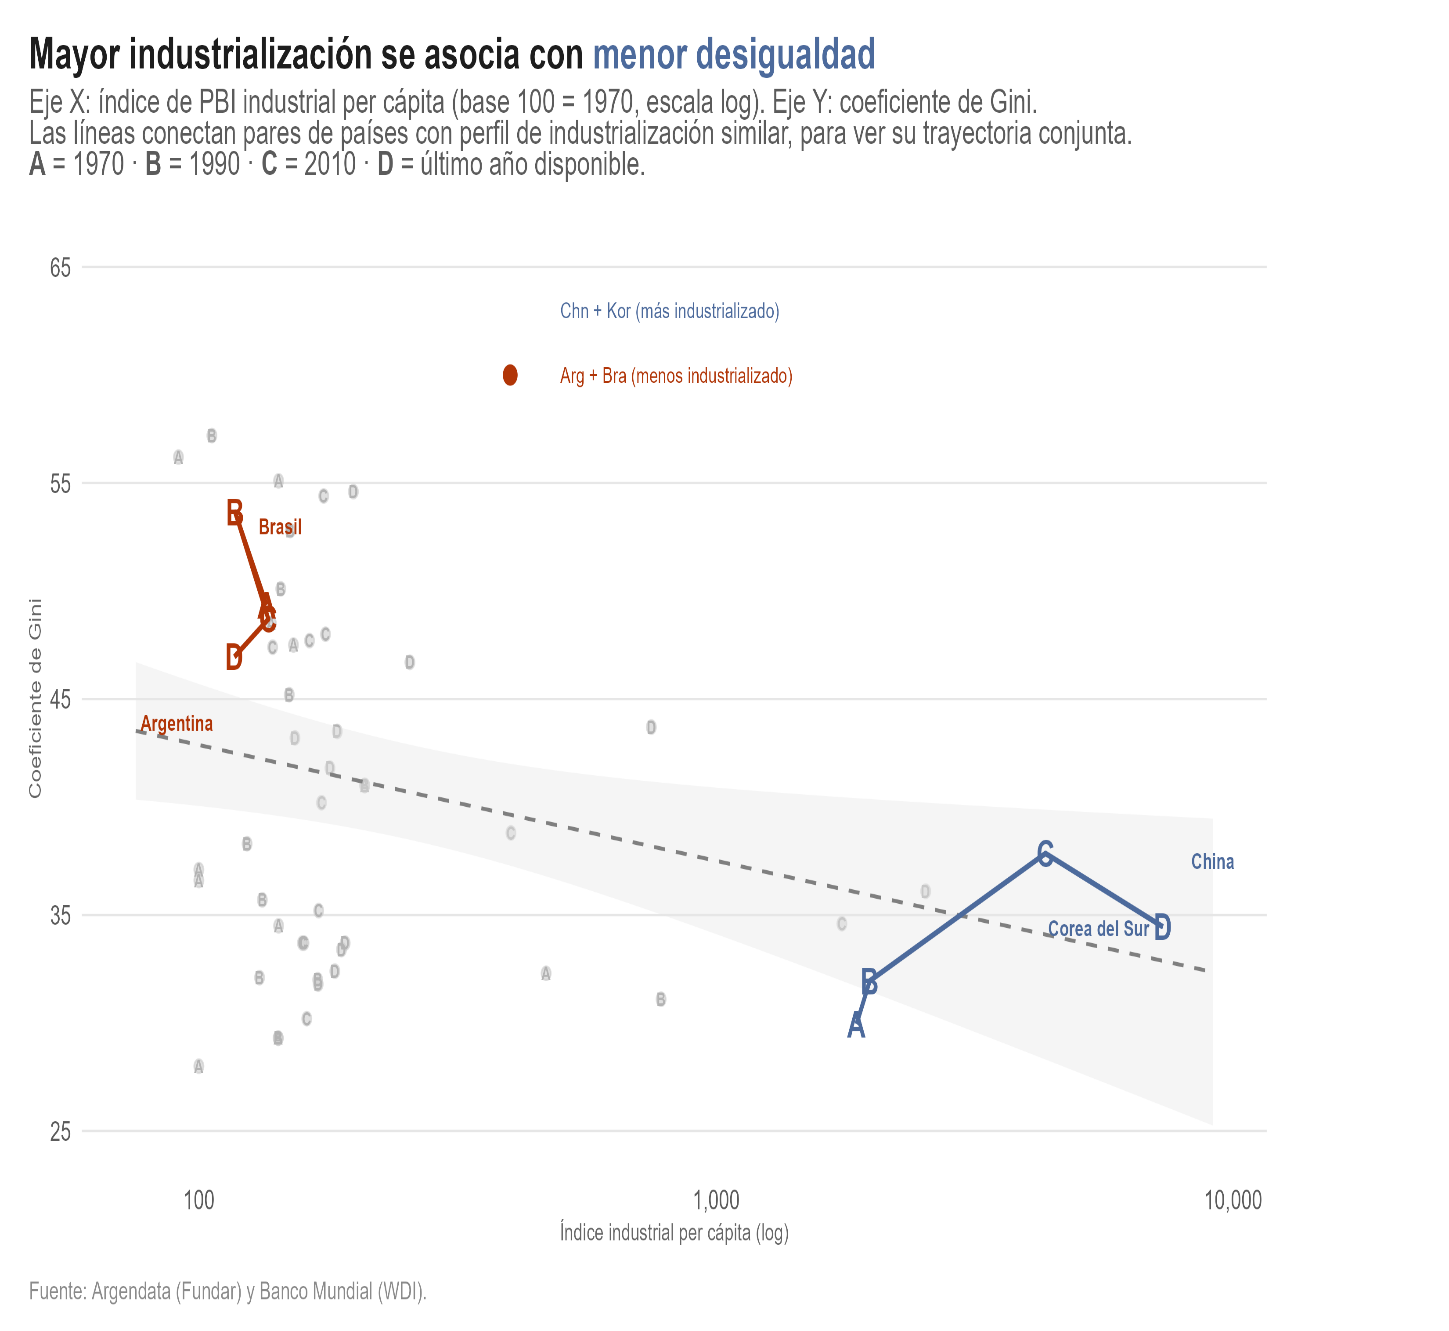 Mayor industrialización se asocia con menor desigualdad
Eje X: índice de PBI industrial per cápita (base 100 = 1970, escala log). Eje Y: coeficiente de Gini.
Las líneas conectan pares de países con perfil de industrialización similar, para ver su trayectoria conjunta.
A = 1970 · B = 1990 · C = 2010 · D = último año disponible.
65
Chn + Kor (más industrializado)
Arg + Bra (menos industrializado)
B
A
A
55
C
D
B
Brasil
B
B
A
C
C
A
C
C
D
D
B
45
Argentina
D
C
D
D
C
C
B
C
A
A
China
D
B
C
35
A
C
Corea del Sur
D
C
D
D
D
B
B
B
A
B
B
C
A
B
A
25
Coeficiente de Gini
100
1,000
10,000
Índice industrial per cápita (log)
Fuente: Argendata (Fundar) y Banco Mundial (WDI).